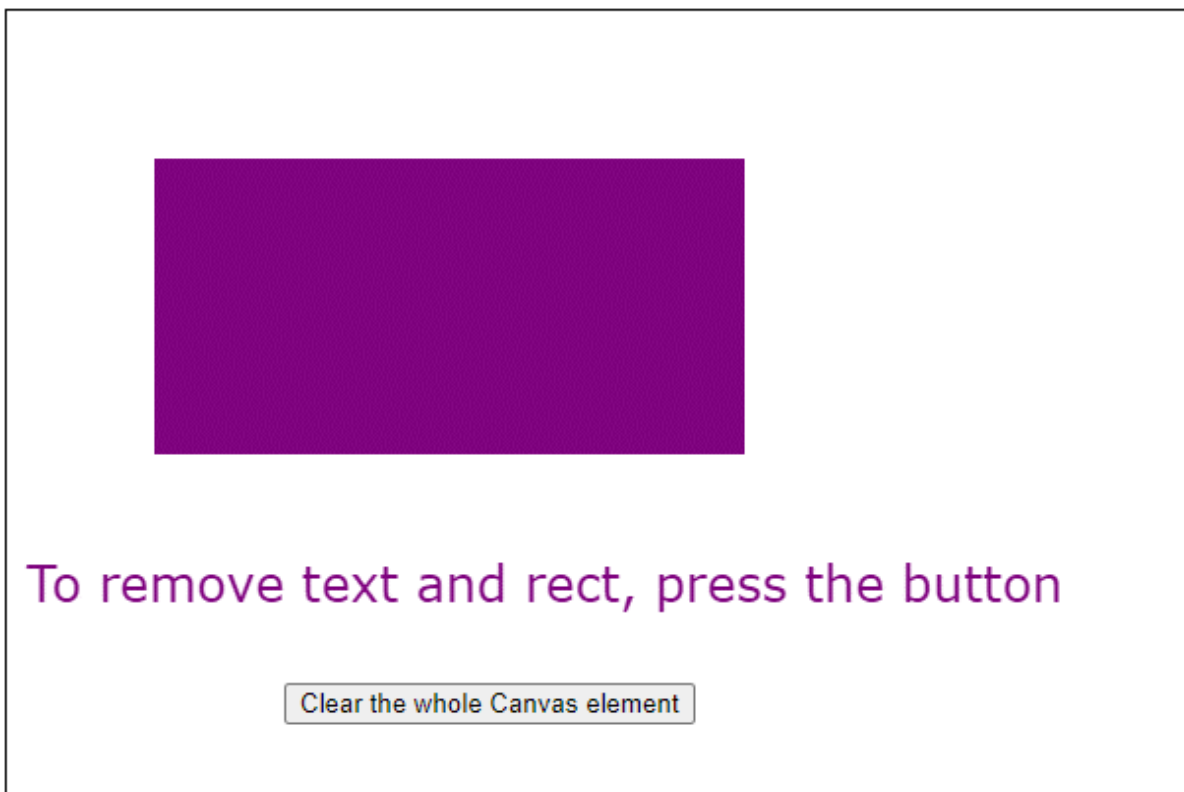 To remove text and rect, press the button
Clear the whole Canvas element